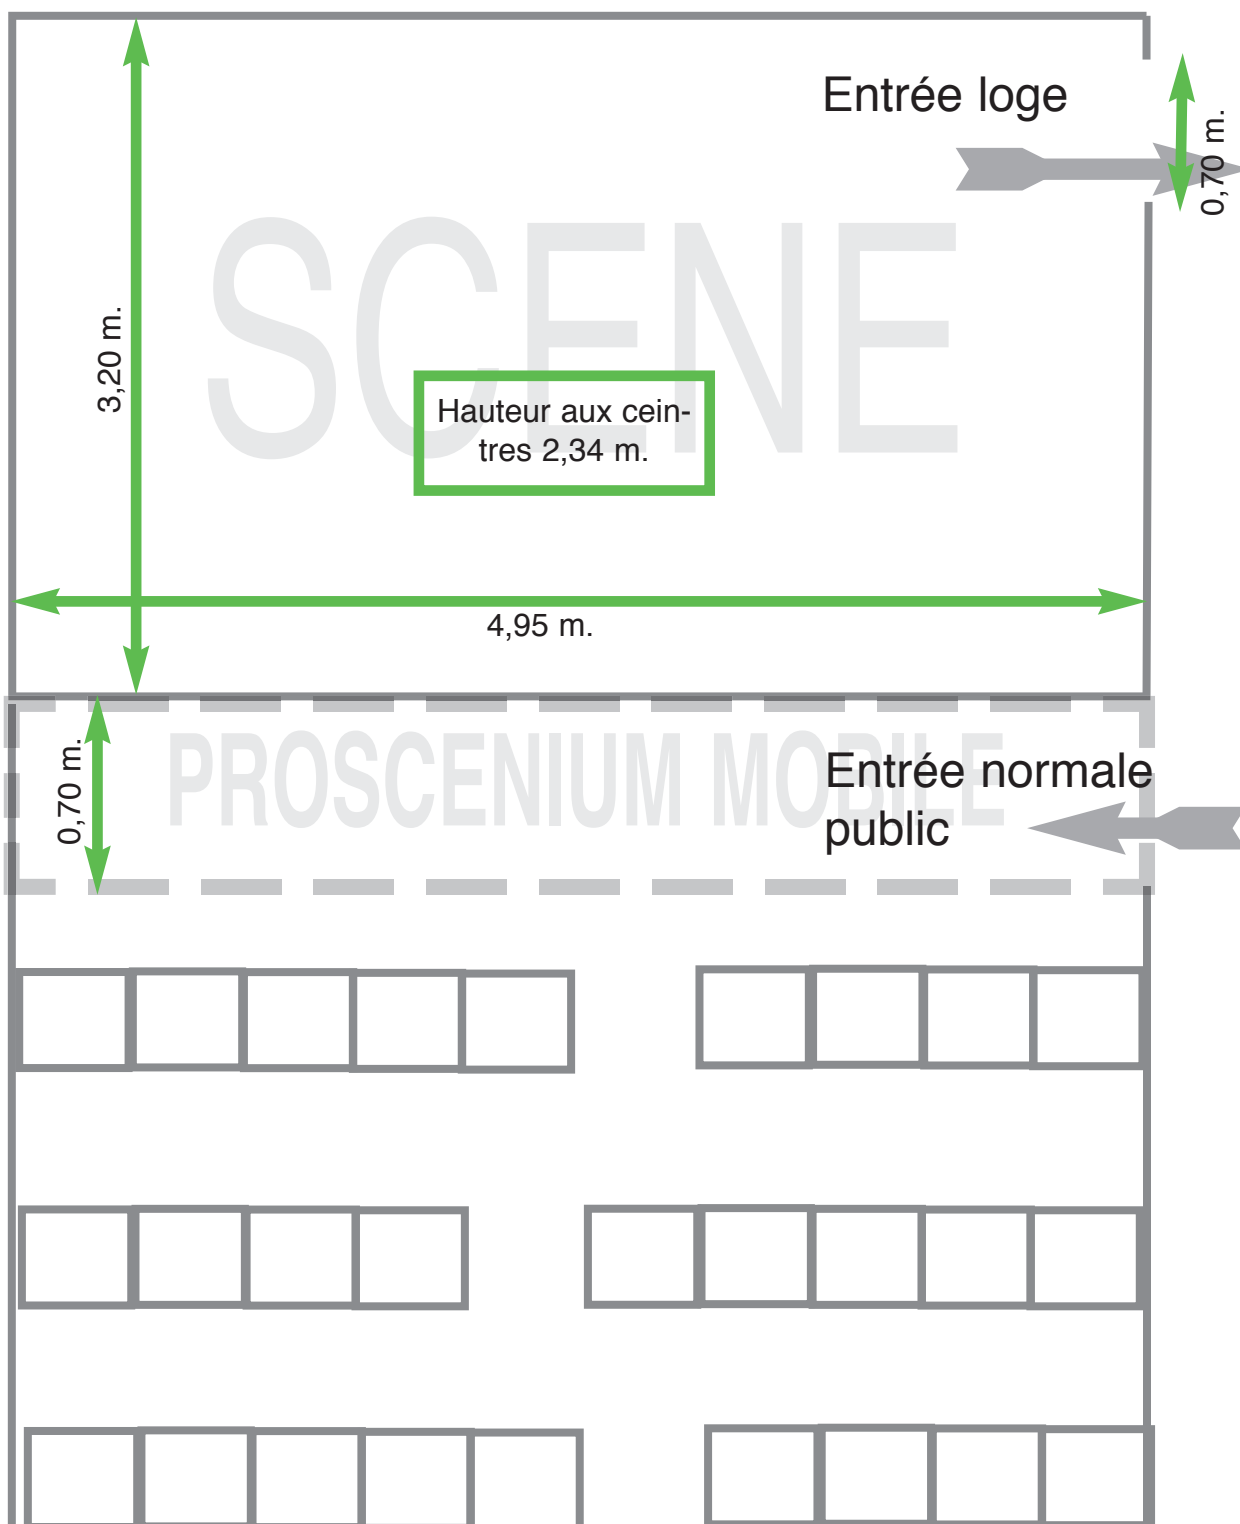 Entrée loge
0,70 m.
SCENE
3,20 m.
Hauteur aux cein-
tres 2,34 m.
4,95 m.
PROSCENIUM MOBILE
0,70 m.
Entrée normale
public